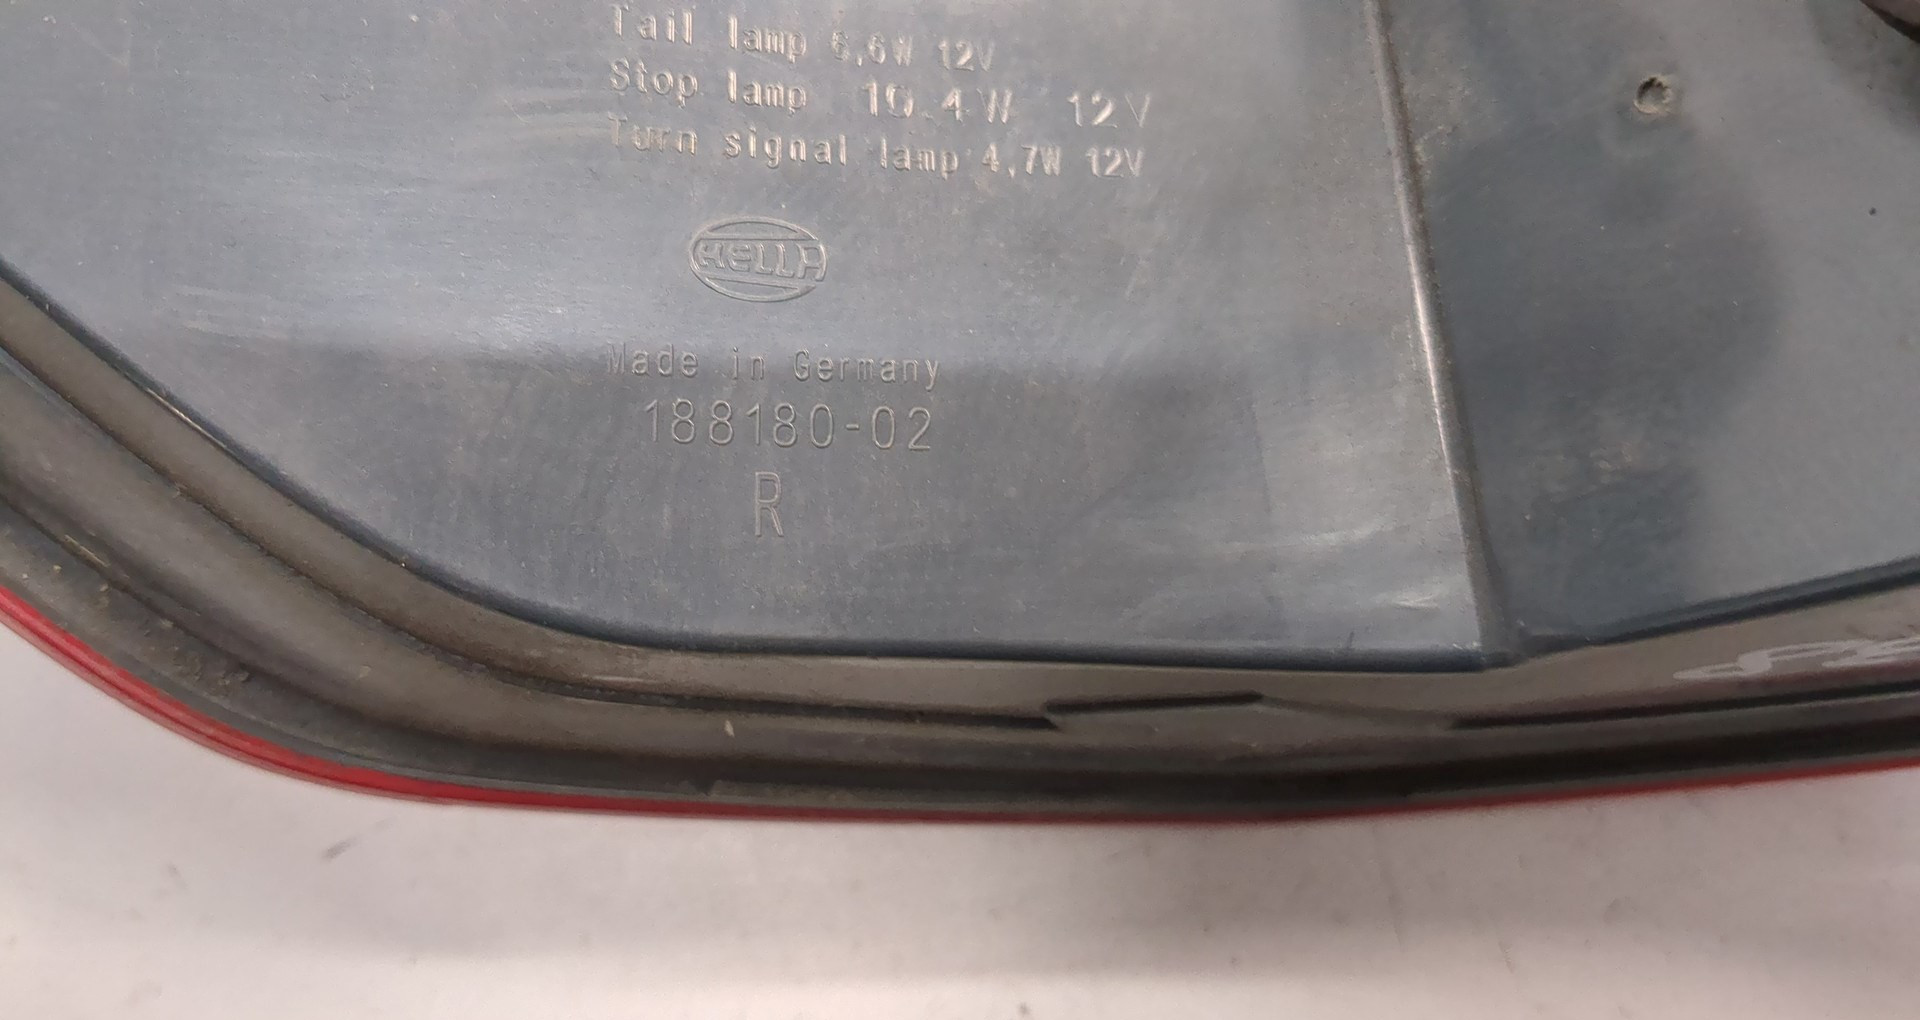 Tail lamp 6,6W 12V
Stop lamp 10.4W 12V
Turn signal lamp 4,7W 12V
HELLA
Made in Germany
188180-02
R